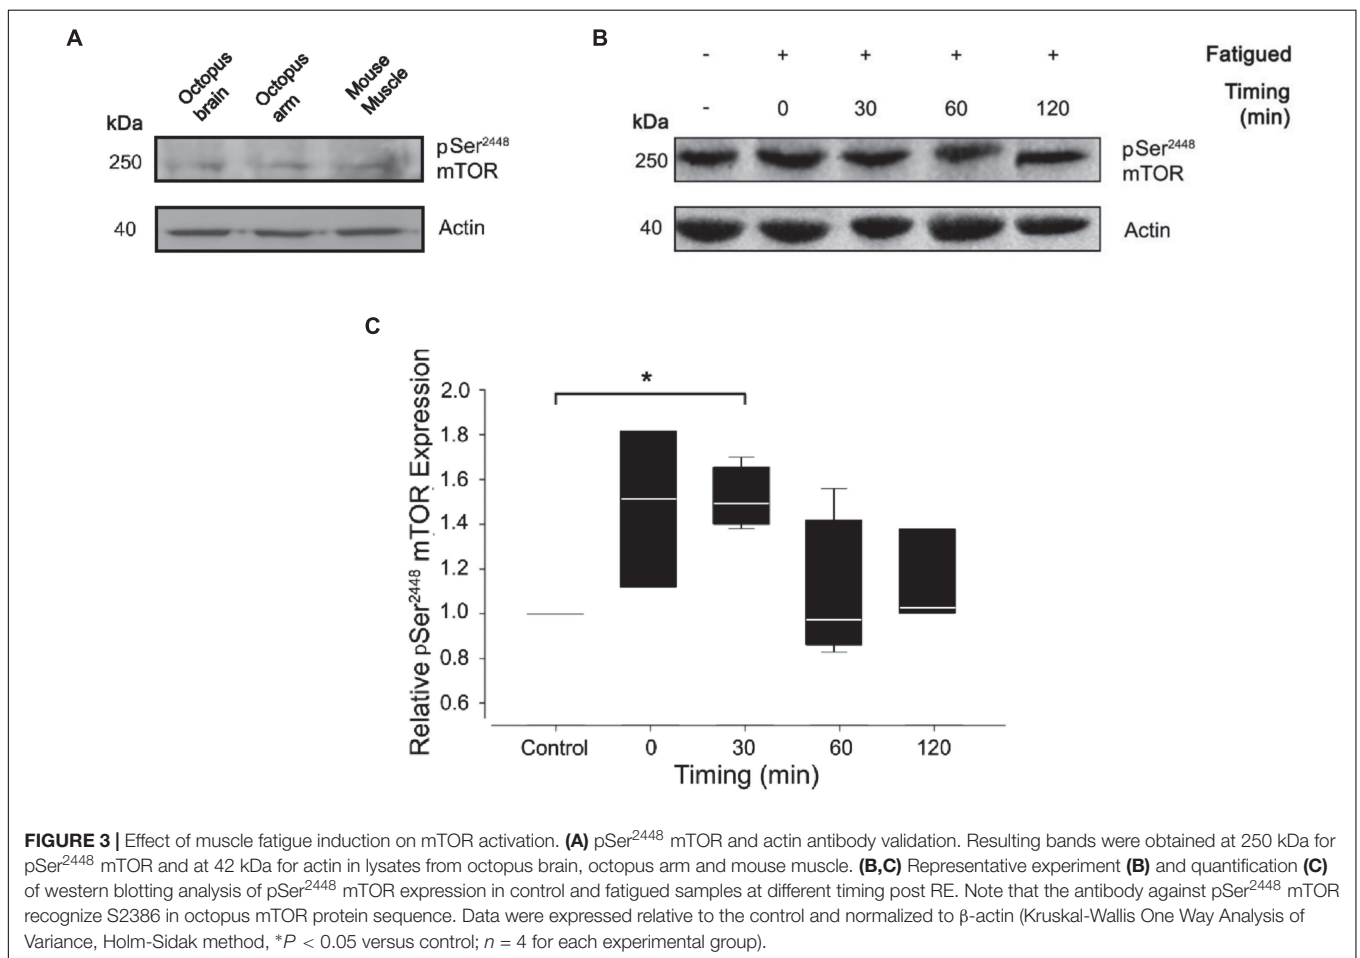 A
Octopus
brain
Octopus
arm
Mouse
Muscle
kDa
250
pSer2448
mTOR
40
Actin
B
- + + + + Fatigued
- 0 30 60 120 Timing
(min)
kDa
250
pSer2448
mTOR
40
Actin
C
Relative pSer2448 mTOR Expression
2.0
1.8
1.6
1.4
1.2
1.0
0.8
0.6
*
Control 0 30 60 120
Timing (min)
FIGURE 3 | Effect of muscle fatigue induction on mTOR activation. (A) pSer2448 mTOR and actin antibody validation. Resulting bands were obtained at 250 kDa for
pSer2448 mTOR and at 42 kDa for actin in lysates from octopus brain, octopus arm and mouse muscle. (B,C) Representative experiment (B) and quantification (C)
of western blotting analysis of pSer2448 mTOR expression in control and fatigued samples at different timing post RE. Note that the antibody against pSer2448 mTOR
recognize S2386 in octopus mTOR protein sequence. Data were expressed relative to the control and normalized to β-actin (Kruskal-Wallis One Way Analysis of
Variance, Holm-Sidak method, *P < 0.05 versus control; n = 4 for each experimental group).